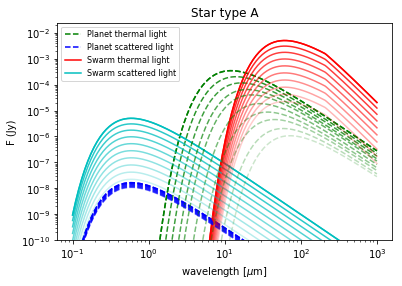 Star type A
Planet thermal light
Planet scattered light
Swarm thermal light
Swarm scattered light
F (Jy)
10⁻²
10⁻³
10⁻⁴
10⁻⁵
10⁻⁶
10⁻⁷
10⁻⁸
10⁻⁹
10⁻¹⁰
10⁻¹ 10⁰ 10¹ 10² 10³
wavelength [μm]